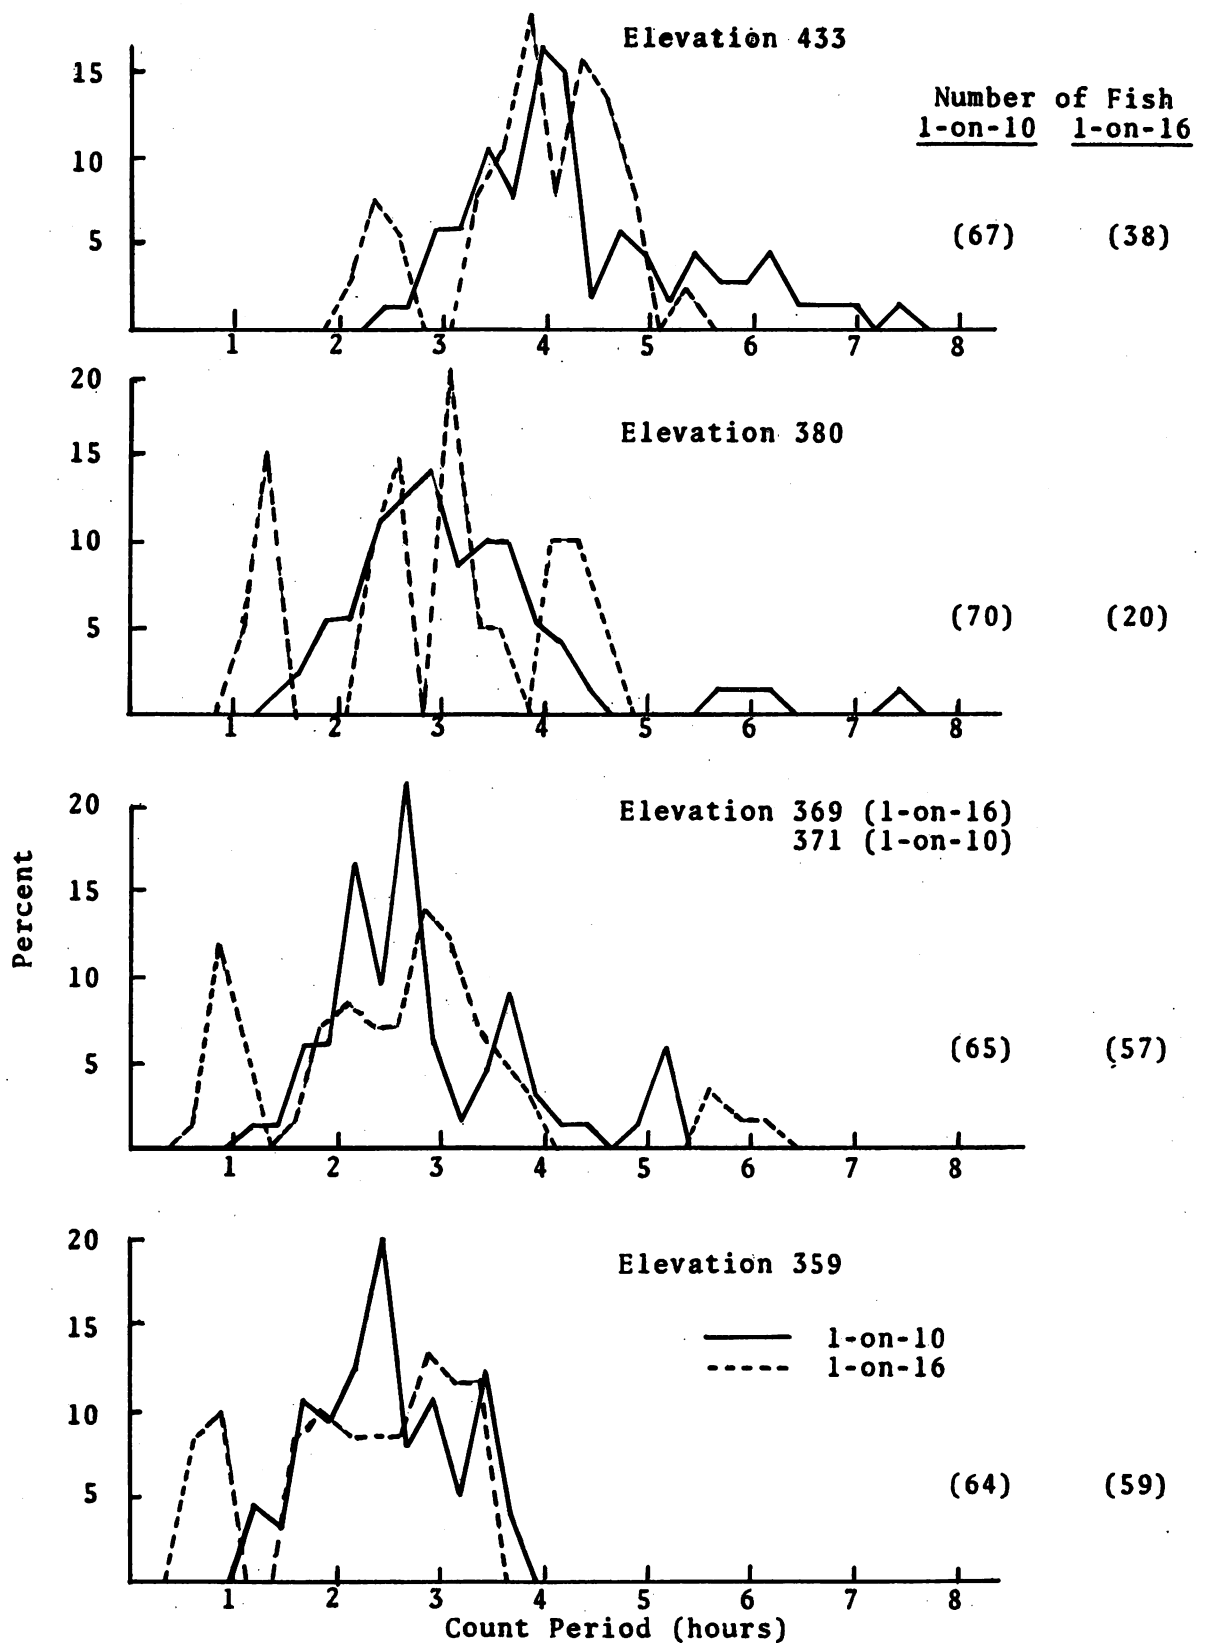 Elevation 433
Number of Fish
1-on-10 1-on-16
15
10
5
(67) (38)
1 2 3 4 5 6 7 8
20
15
10
5
Elevation 380
(70) (20)
1 2 3 4 5 6 7 8
Percent
20
15
10
5
Elevation 369 (1-on-16)
371 (1-on-10)
(65) (57)
1 2 3 4 5 6 7 8
20
15
10
5
Elevation 359
1-on-10
1-on-16
(64) (59)
1 2 3 4 5 6 7 8
Count Period (hours)